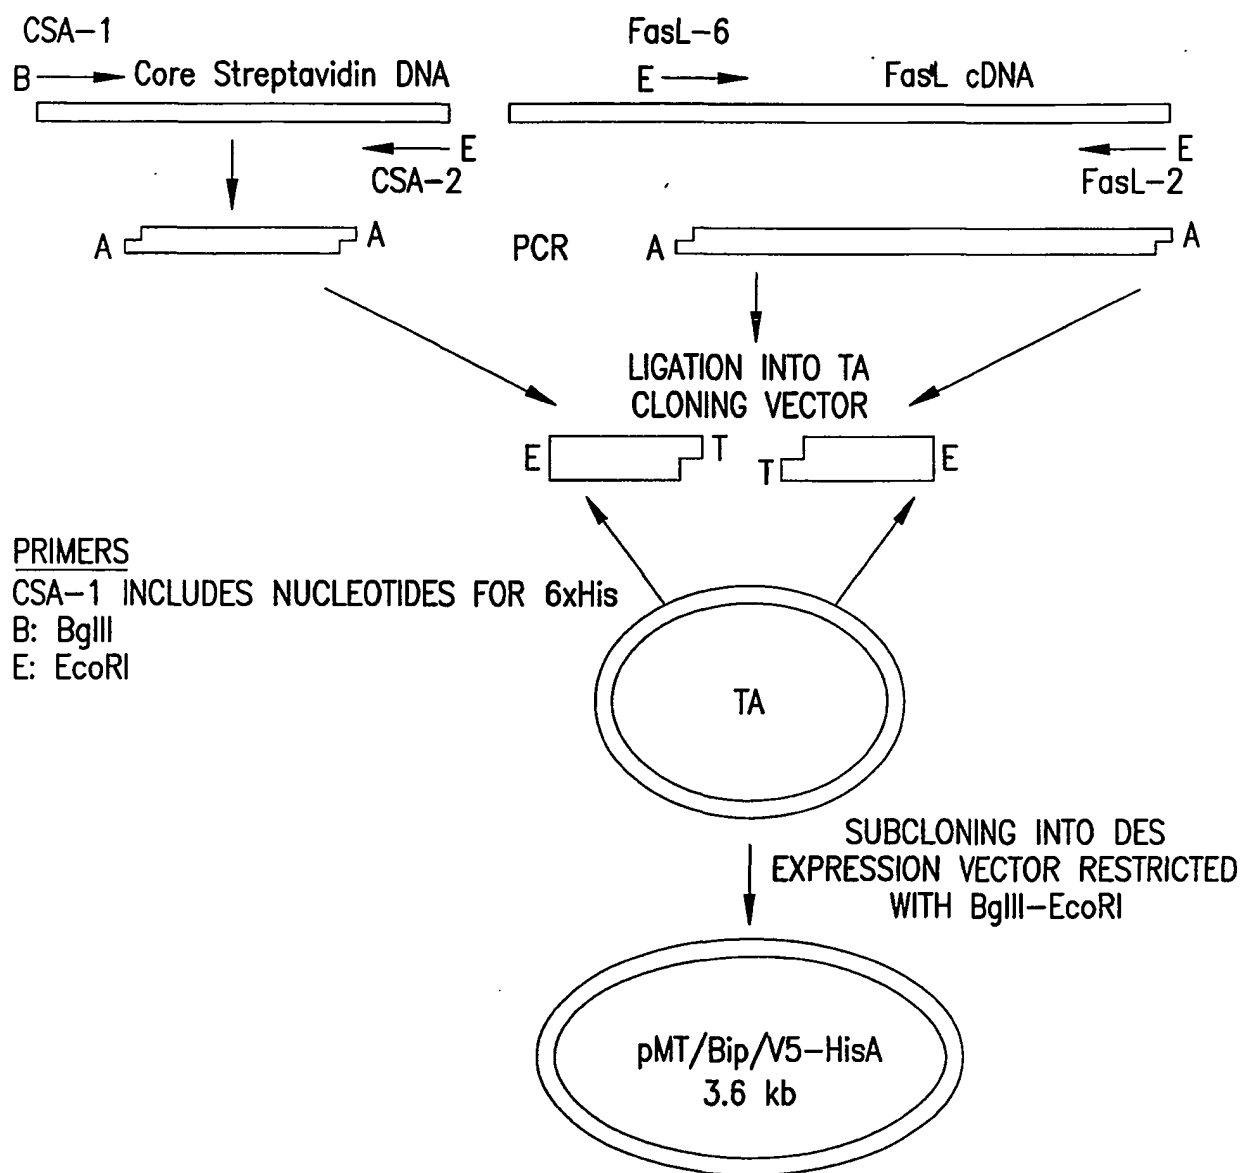 CSA-1
FasL-6
B
Core Streptavidin DNA
E
FasL cDNA
E
CSA-2
E
FasL-2
A
A
PCR
A
A
LIGATION INTO TA
CLONING VECTOR
E
T
T
E
PRIMERS
CSA-1 INCLUDES NUCLEOTIDES FOR 6xHis
B: BglII
E: EcoRI
TA
SUBCLONING INTO DES
EXPRESSION VECTOR RESTRICTED
WITH BglII-EcoRI
pMT/Bip/V5-HisA
3.6 kb